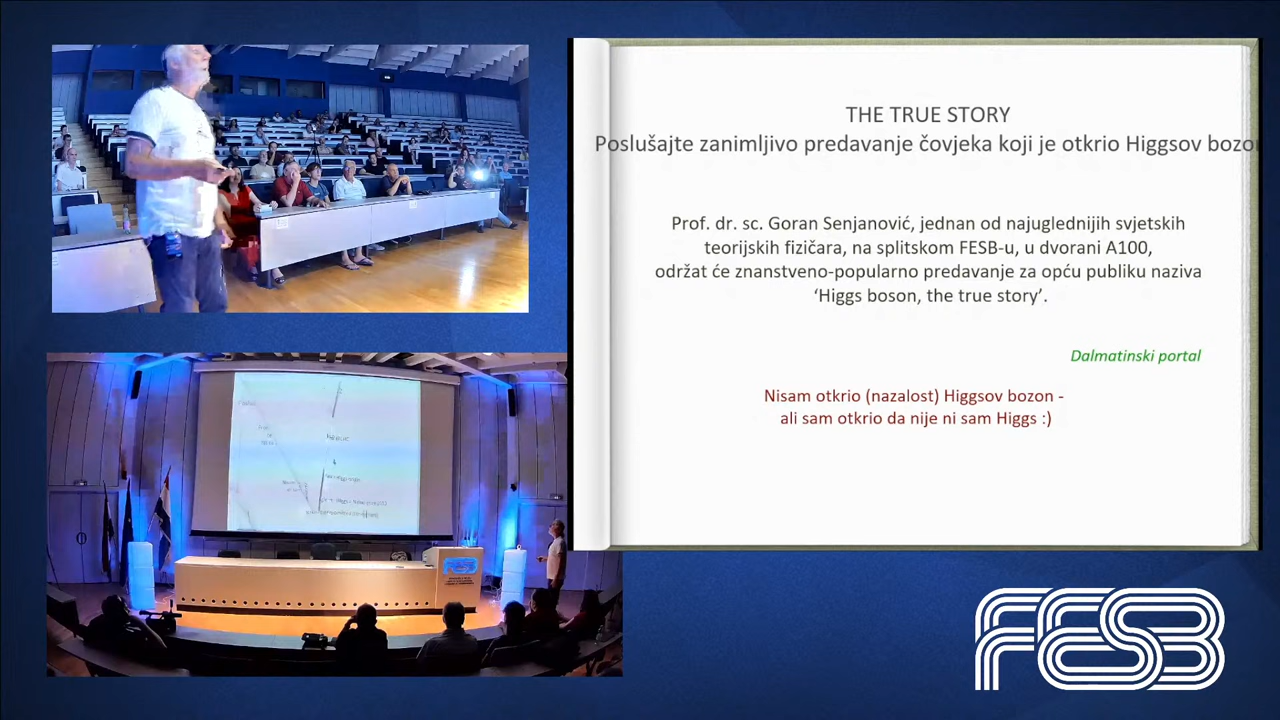 THE TRUE STORY
Poslušajte zanimljivo predavanje čovjeka koji je otkrio Higgsov bozon
Prof. dr. sc. Goran Senjanović, jednan od najuglednijih svjetskih
teorijskih fizičara, na splitskom FESB-u, u dvorani A100,
održat će znanstveno-popularno predavanje za opću publiku naziva
‘Higgs boson, the true story’.
Dalmatinski portal
Nisam otkrio (nazalost) Higgsov bozon -
ali sam otkrio da nije ni sam Higgs :)
FESB
FESB